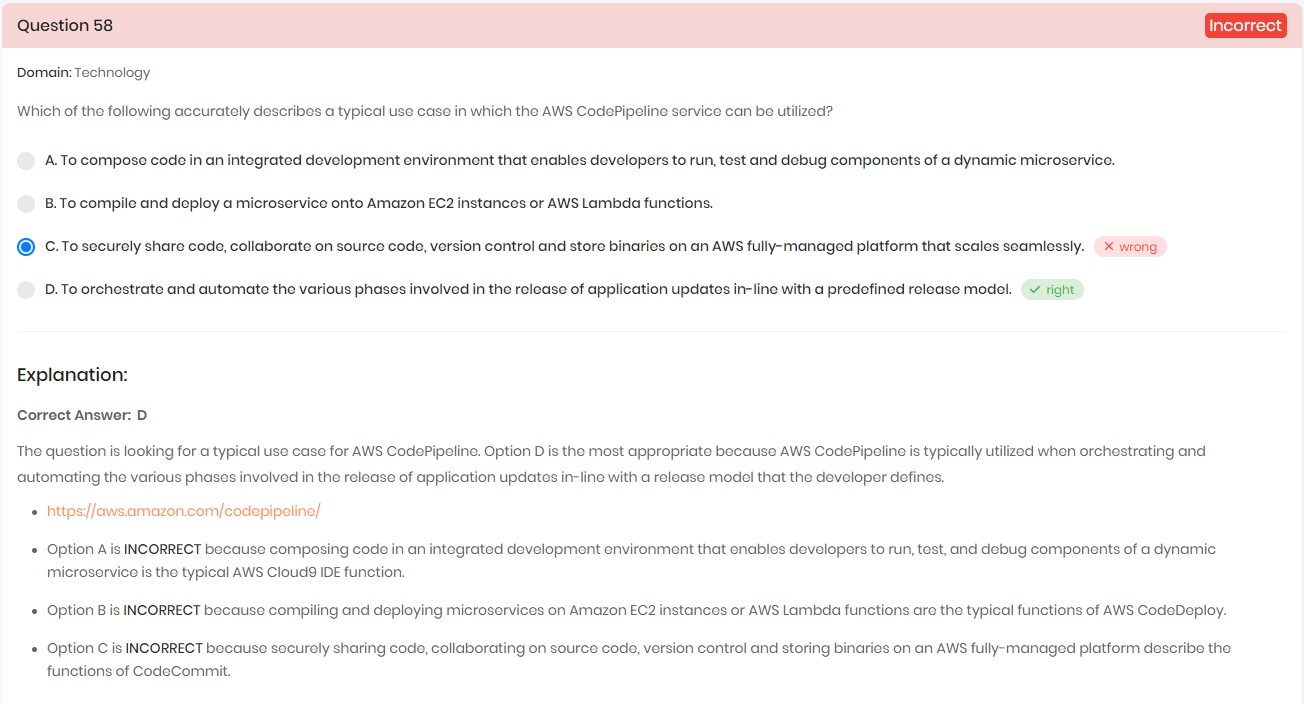 Question 58
Incorrect
Domain: Technology
Which of the following accurately describes a typical use case in which the AWS CodePipeline service can be utilized?
A. To compose code in an integrated development environment that enables developers to run, test and debug components of a dynamic microservice.
B. To compile and deploy a microservice onto Amazon EC2 instances or AWS Lambda functions.
C. To securely share code, collaborate on source code, version control and store binaries on an AWS fully-managed platform that scales seamlessly.
wrong
D. To orchestrate and automate the various phases involved in the release of application updates in-line with a predefined release model.
right
Explanation:
Correct Answer: D
The question is looking for a typical use case for AWS CodePipeline. Option D is the most appropriate because AWS CodePipeline is typically utilized when orchestrating and
automating the various phases involved in the release of application updates in-line with a release model that the developer defines.
https://aws.amazon.com/codepipeline/
Option A is INCORRECT because composing code in an integrated development environment that enables developers to run, test, and debug components of a dynamic
microservice is the typical AWS Cloud9 IDE function.
Option B is INCORRECT because compiling and deploying microservices on Amazon EC2 instances or AWS Lambda functions are the typical functions of AWS CodeDeploy.
Option C is INCORRECT because securely sharing code, collaborating on source code, version control and storing binaries on an AWS fully-managed platform describe the
functions of CodeCommit.